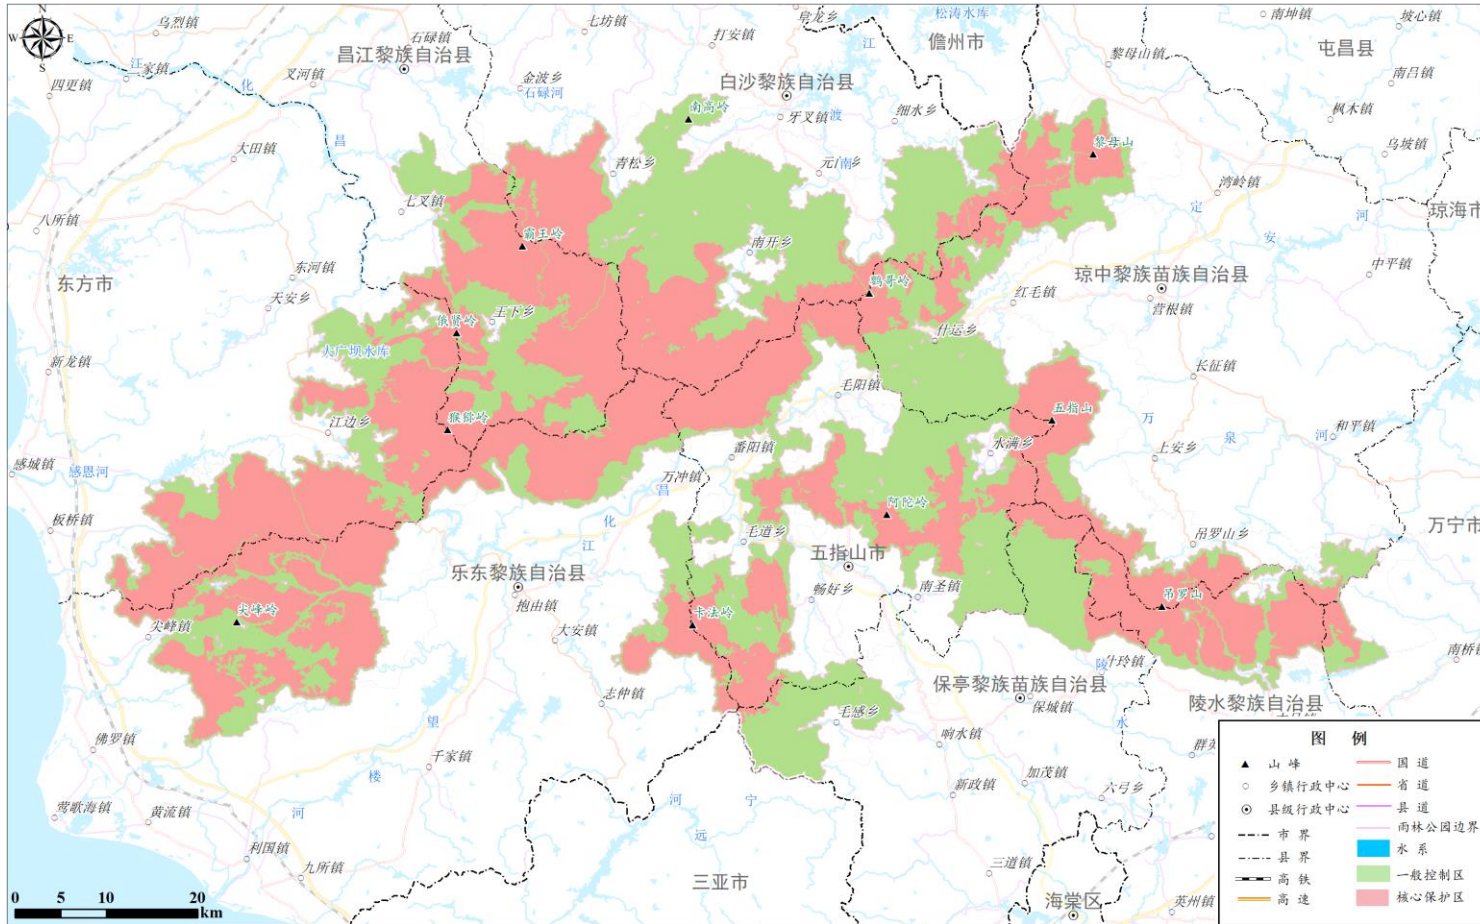 N
W
E
S
乌烈镇
石碌镇
七坊镇
阜龙乡
松涛水库
南坤镇
坡心镇
江
昌江黎族自治县
打安镇
江
儋州市
黎母山镇
屯昌县
四更镇
家镇
化
叉河镇
金波乡
石碌河
白沙黎族自治县
南吕镇
南高岭
牙叉镇
渡
细水乡
枫木镇
大田镇
昌
青松乡
元门乡
南
黎母山
乌坡镇
八所镇
七叉镇
湾岭镇
定
安
河
琼海市
霸王岭
南开乡
东方市
东河镇
天安乡
鹦哥岭
红毛镇
琼中黎族苗族自治县
营根镇
中平镇
俄贤岭
王下乡
什运乡
新龙镇
大广坝水库
毛阳镇
长征镇
江边乡
猴猕岭
五指山
万
泉
河
和平镇
水满乡
上安乡
感城镇
感恩河
番阳镇
万冲镇
昌
化
江
板桥镇
阿陀岭
毛道乡
吊罗山乡
万宁市
五指山市
乐东黎族自治县
抱由镇
畅好乡
南圣镇
尖峰岭
尖峰镇
卡法岭
大安镇
吊罗山
什玲镇
陵
南桥镇
志仲镇
毛感乡
保亭黎族苗族自治县
保城镇
陵水黎族自治县
水
佛罗镇
望
千家镇
楼
河
响水镇
加茂镇
新政镇
六弓乡
莺歌海镇
黄流镇
河
远
宁
利国镇
九所镇
三亚市
三道镇
海棠区
英州镇
0 5 10 20
km
图 例
山 峰
国 道
乡镇行政中心
省 道
县级行政中心
县 道
市 界
雨林公园边界
县 界
水 系
高 铁
一般控制区
高 速
核心保护区